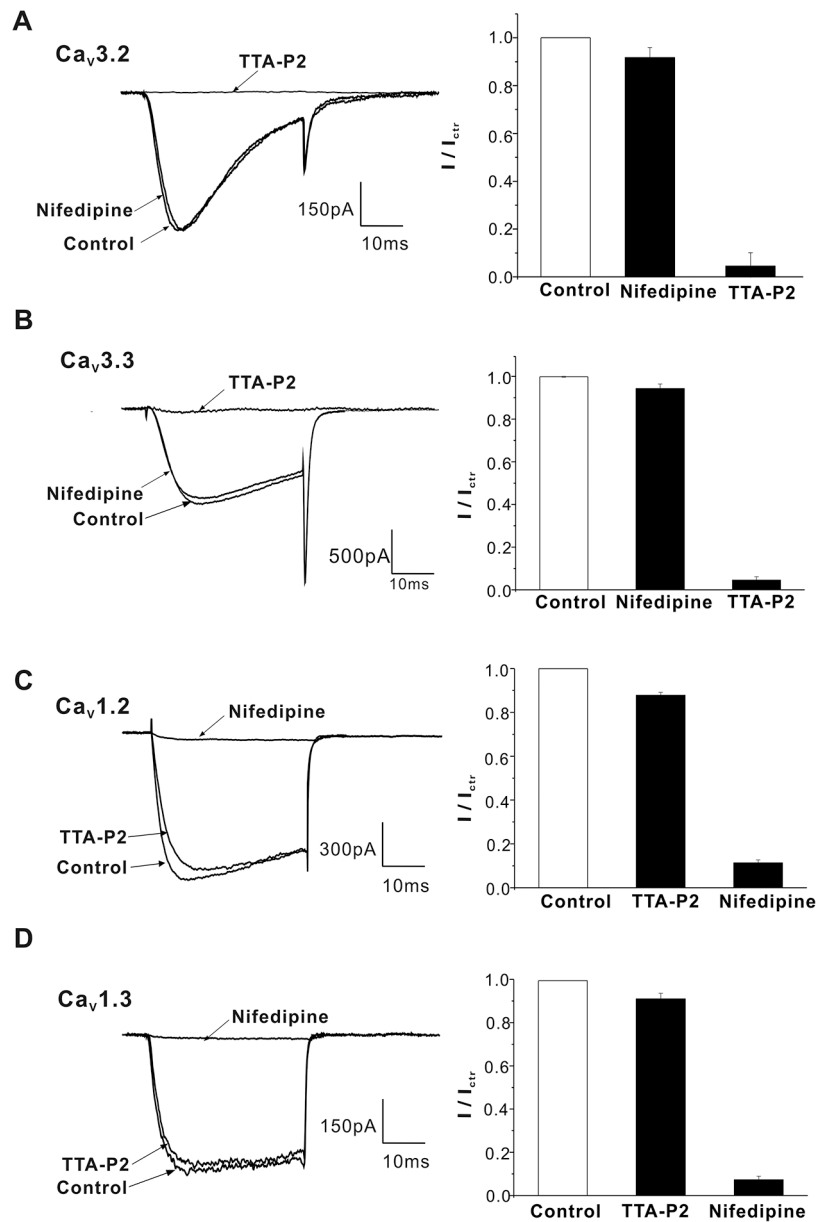 A
Cav3.2
TTA-P2
Nifedipine
Control
150pA
10ms
I / Ictr
1.0
0.8
0.6
0.4
0.2
0.0
Control Nifedipine TTA-P2
B
Cav3.3
TTA-P2
Nifedipine
Control
500pA
10ms
I / Ictr
1.0
0.8
0.6
0.4
0.2
0.0
Control Nifedipine TTA-P2
C
Cav1.2
Nifedipine
TTA-P2
Control
300pA
10ms
I / Ictr
1.0
0.8
0.6
0.4
0.2
0.0
Control TTA-P2 Nifedipine
D
Cav1.3
Nifedipine
TTA-P2
Control
150pA
10ms
I / Ictr
1.0
0.8
0.6
0.4
0.2
0.0
Control TTA-P2 Nifedipine